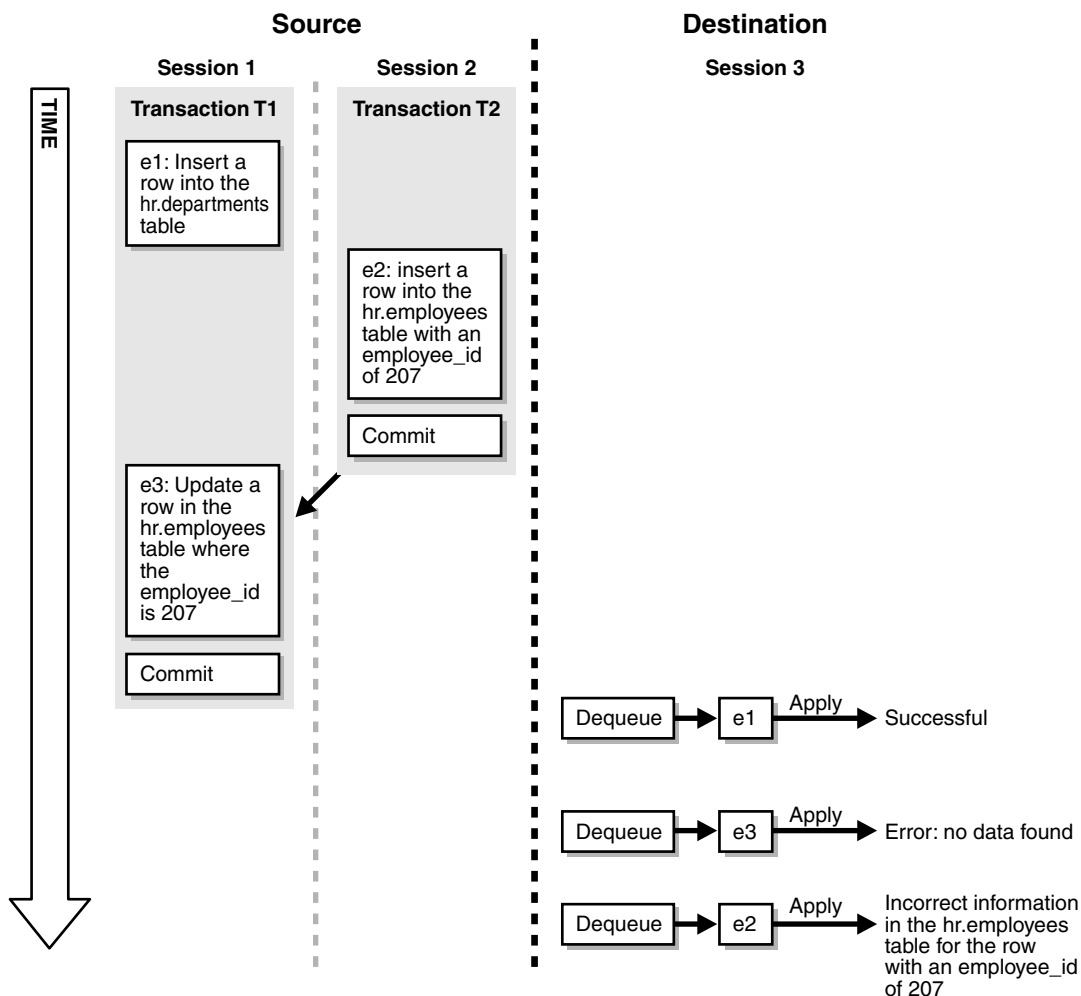 Source
Destination
Session 1
Session 2
Session 3
TIME
Transaction T1
Transaction T2
e1: Insert a
row into the
hr.departments
table
e2: insert a
row into the
hr.employees
table with an
employee_id
of 207
Commit
e3: Update a
row in the
hr.employees
table where
the
employee_id
is 207
Commit
Dequeue
e1
Apply
Successful
Dequeue
e3
Apply
Error: no data found
Dequeue
e2
Apply
Incorrect information
in the hr.employees
table for the row
with an employee_id
of 207